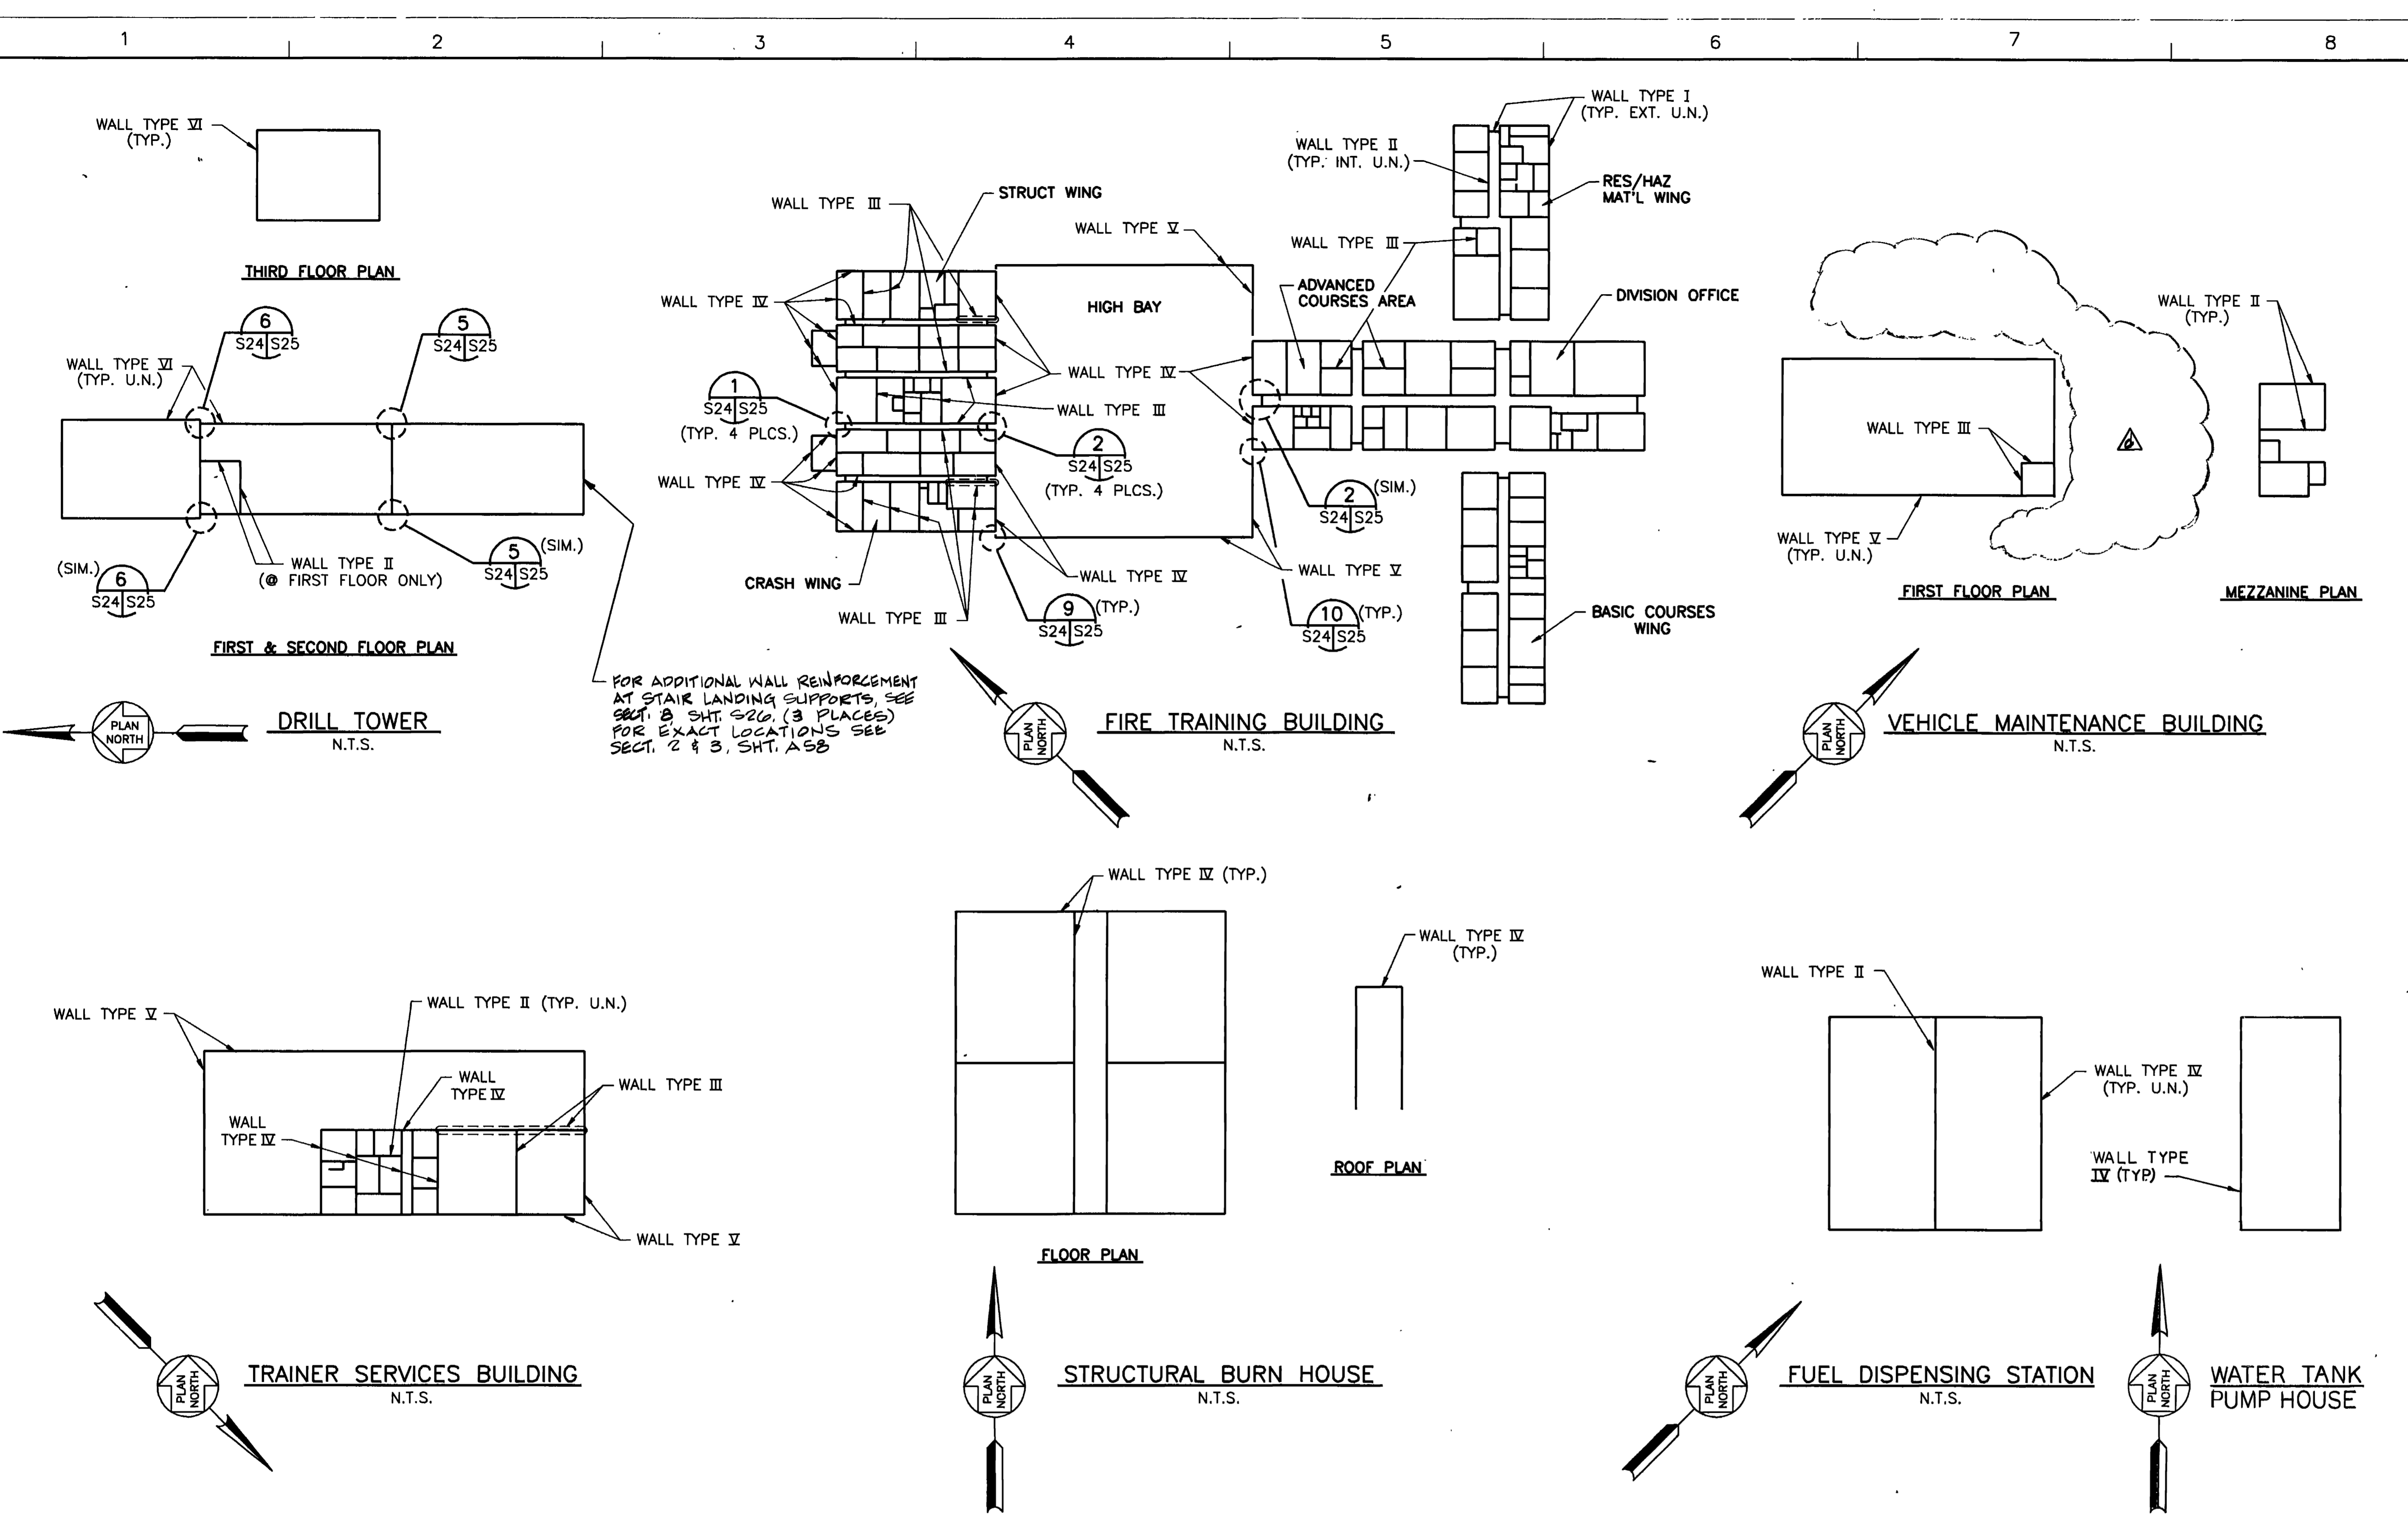 1 2 3 4 5 6 7 8
WALL TYPE VI
(TYP.)
THIRD FLOOR PLAN
6
S24 S25
5
S24 S25
WALL TYPE VI
(TYP. U.N.)
WALL TYPE II
(@ FIRST FLOOR ONLY)
(SIM.)
6
S24 S25
5
(SIM.)
S24 S25
FIRST & SECOND FLOOR PLAN
PLAN
NORTH
DRILL TOWER
N.T.S.
FOR ADDITIONAL WALL REINFORCEMENT
AT STAIR LANDING SUPPORTS, SEE
SECT. 8, SHT. S26. (3 PLACES)
FOR EXACT LOCATIONS SEE
SECT. 2 & 3, SHT. A58
WALL TYPE III
STRUCT WING
WALL TYPE V
WALL TYPE IV
HIGH BAY
1
S24 S25
(TYP. 4 PLCS.)
WALL TYPE IV
WALL TYPE III
2
S24 S25
(TYP. 4 PLCS.)
WALL TYPE IV
CRASH WING
WALL TYPE III
WALL TYPE IV
9
(TYP.)
S24 S25
WALL TYPE I
(TYP. EXT. U.N.)
WALL TYPE II
(TYP. INT. U.N.)
RES/HAZ
MAT'L WING
WALL TYPE III
ADVANCED
COURSES AREA
DIVISION OFFICE
2
(SIM.)
S24 S25
WALL TYPE V
10
(TYP.)
S24 S25
BASIC COURSES
WING
PLAN
NORTH
FIRE TRAINING BUILDING
N.T.S.
WALL TYPE III
WALL TYPE V
(TYP. U.N.)
FIRST FLOOR PLAN
WALL TYPE II
(TYP.)
MEZZANINE PLAN
PLAN
NORTH
VEHICLE MAINTENANCE BUILDING
N.T.S.
WALL TYPE V
WALL TYPE II (TYP. U.N.)
WALL
TYPE IV
WALL TYPE III
WALL
TYPE IV
WALL TYPE V
PLAN
NORTH
TRAINER SERVICES BUILDING
N.T.S.
WALL TYPE IV (TYP.)
FLOOR PLAN
WALL TYPE IV
(TYP.)
ROOF PLAN
PLAN
NORTH
STRUCTURAL BURN HOUSE
N.T.S.
WALL TYPE II
WALL TYPE IV
(TYP. U.N.)
PLAN
NORTH
FUEL DISPENSING STATION
N.T.S.
WALL TYPE
IV (TYP.)
PLAN
NORTH
WATER TANK
PUMP HOUSE